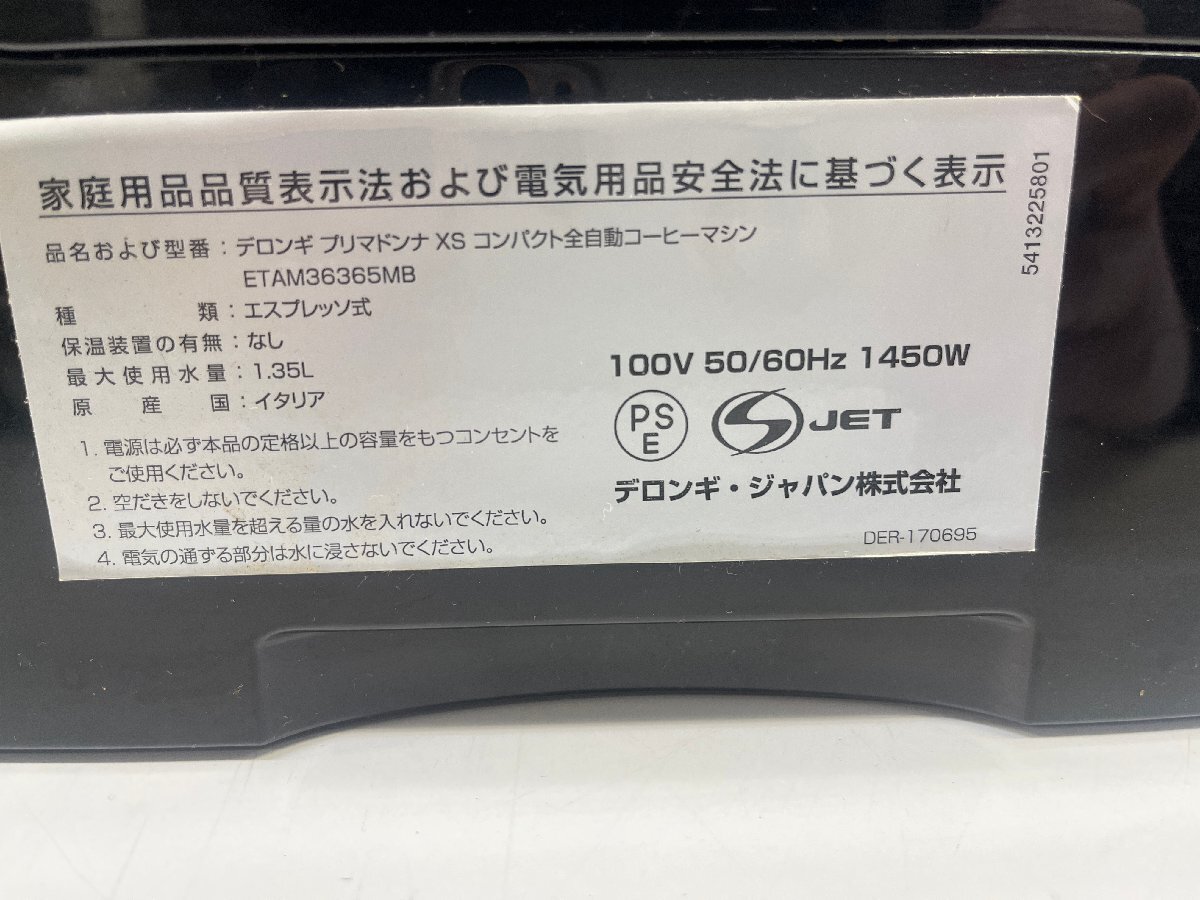 家庭用品品質表示法および電気用品安全法に基づく表示
品名および型番：デロンギ プリマドンナ XS コンパクト全自動コーヒーマシン
ETAM36365MB
種類：エスプレッソ式
保温装置の有無：なし
最大使用水量：1.35L
原産国：イタリア
1. 電源は必ず本品の定格以上の容量をもつコンセントを
ご使用ください。
2. 空だきをしないでください。
3. 最大使用水量を超える量の水を入れないでください。
4. 電気の通ずる部分は水に浸さないでください。
100V 50/60Hz 1450W
PS
E
S JET
デロンギ・ジャパン株式会社
DER-170695
5413225801